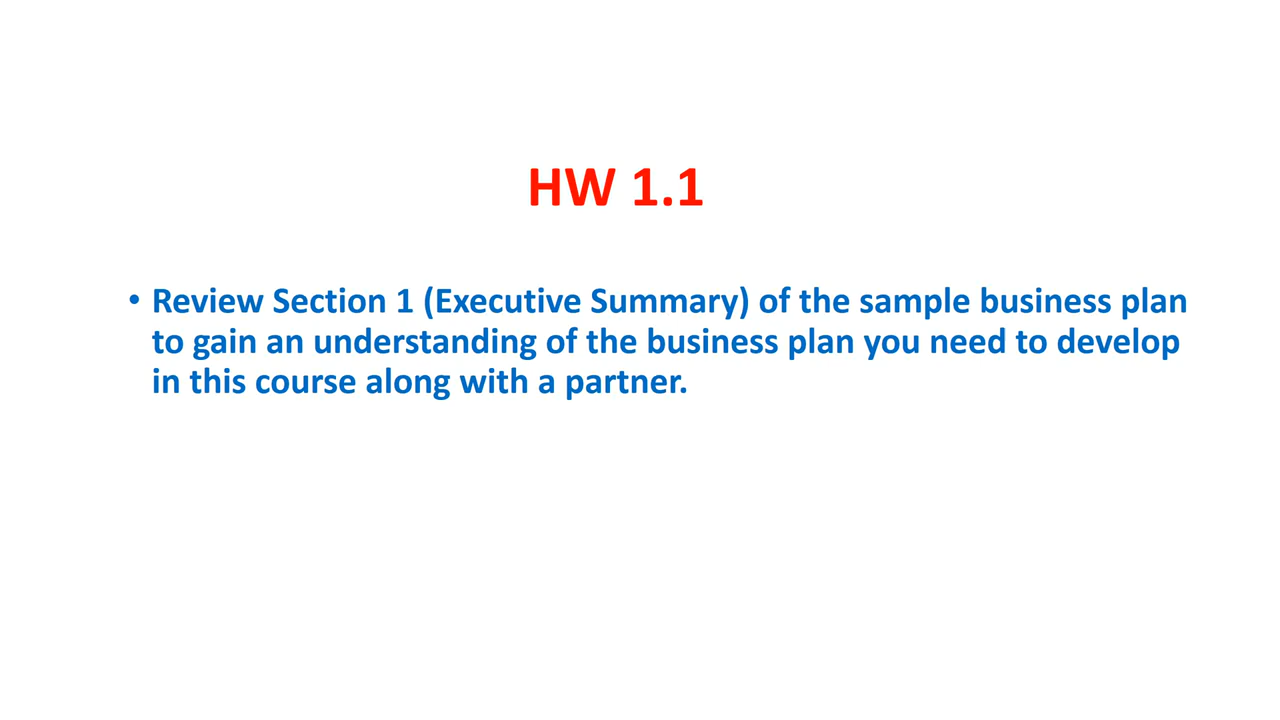 HW 1.1
• Review Section 1 (Executive Summary) of the sample business plan
to gain an understanding of the business plan you need to develop
in this course along with a partner.